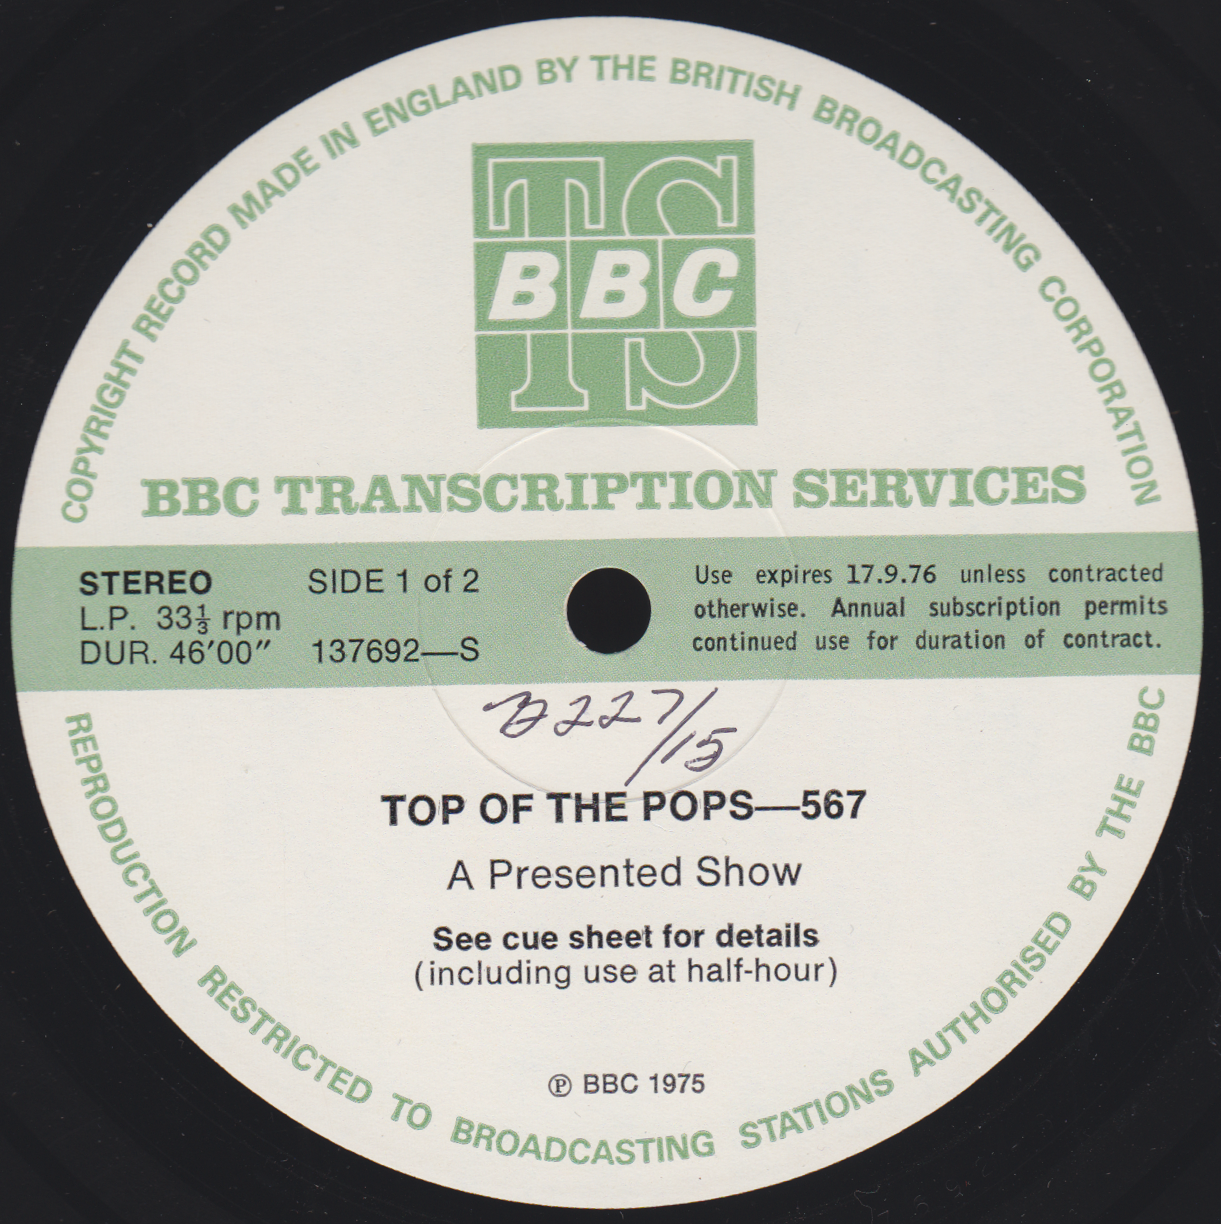 COPYRIGHT RECORD MADE IN ENGLAND BY THE BRITISH BROADCASTING CORPORATION
TS
BBC
BBC TRANSCRIPTION SERVICES
STEREO
SIDE 1 of 2
L.P. 33⅓ rpm
DUR. 46′00″
137692—S
Use expires 17.9.76 unless contracted
otherwise. Annual subscription permits
continued use for duration of contract.
TOP OF THE POPS—567
A Presented Show
See cue sheet for details
(including use at half-hour)
℗ BBC 1975
REPRODUCTION RESTRICTED TO BROADCASTING STATIONS AUTHORISED BY THE BBC